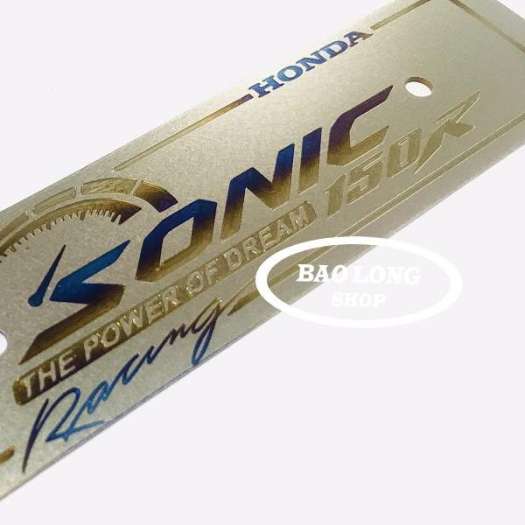 HONDA
SONIC
150R
THE POWER OF DREAM
Racing
BAO LONG
SHOP